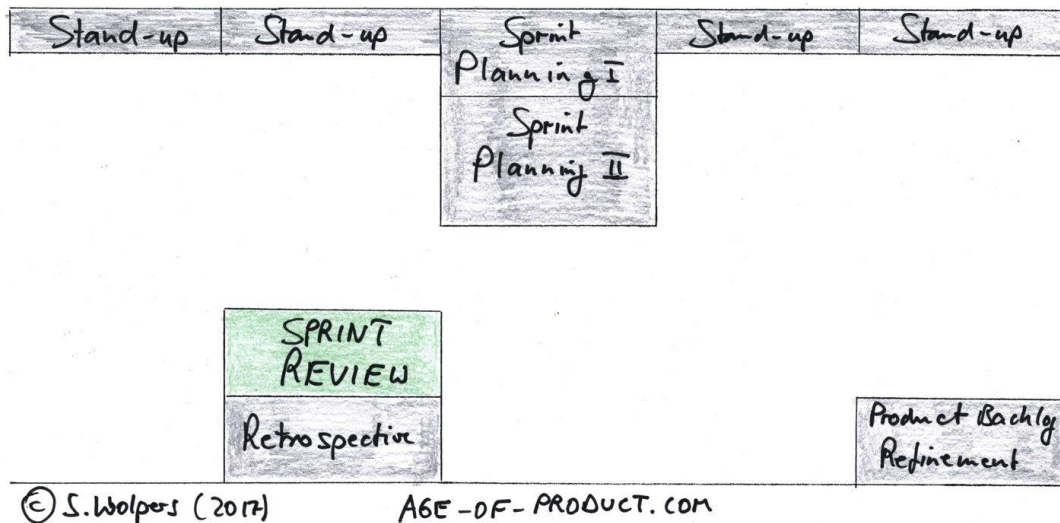 Stand-up
Stand-up
Sprint
Planning I
Stand-up
Stand-up
Sprint
Planning II
SPRINT
REVIEW
Retrospective
Product Backlog
Refinement
© S. Wolpers (2017)
AGE-OF-PRODUCT.COM